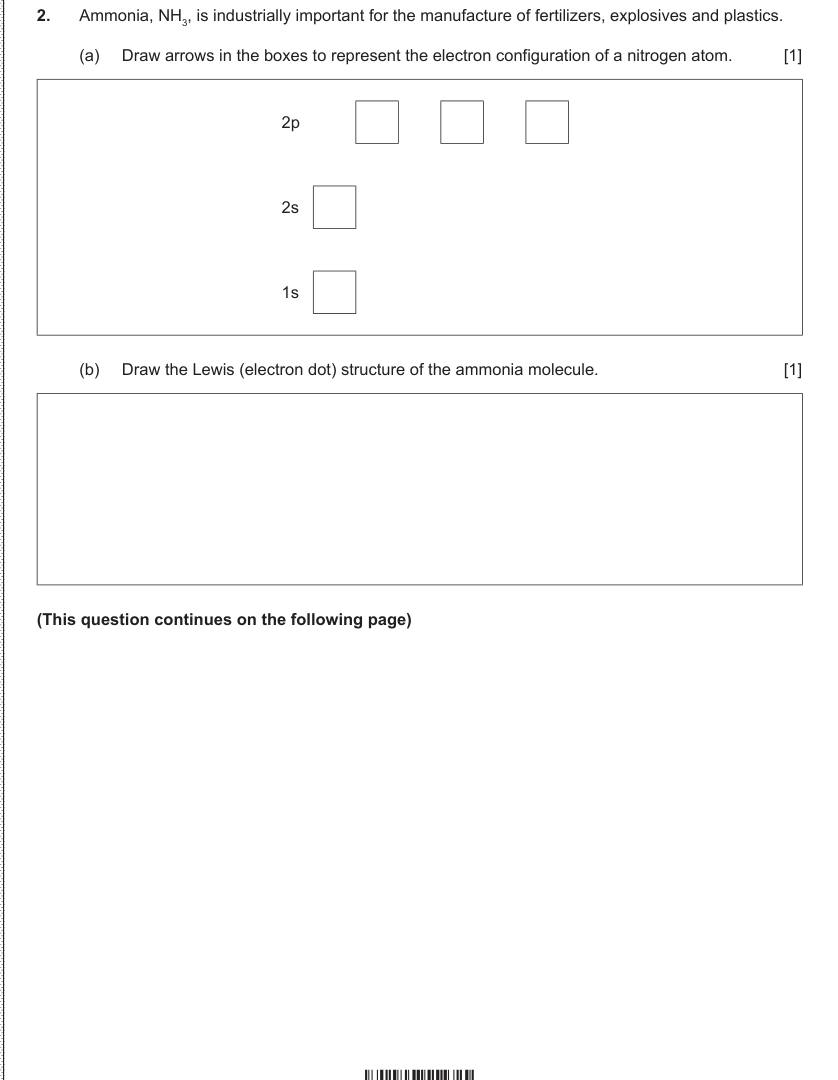 2. Ammonia, NH₃, is industrially important for the manufacture of fertilizers, explosives and plastics.
(a) Draw arrows in the boxes to represent the electron configuration of a nitrogen atom. [1]
2p
2s
1s
(b) Draw the Lewis (electron dot) structure of the ammonia molecule. [1]
(This question continues on the following page)